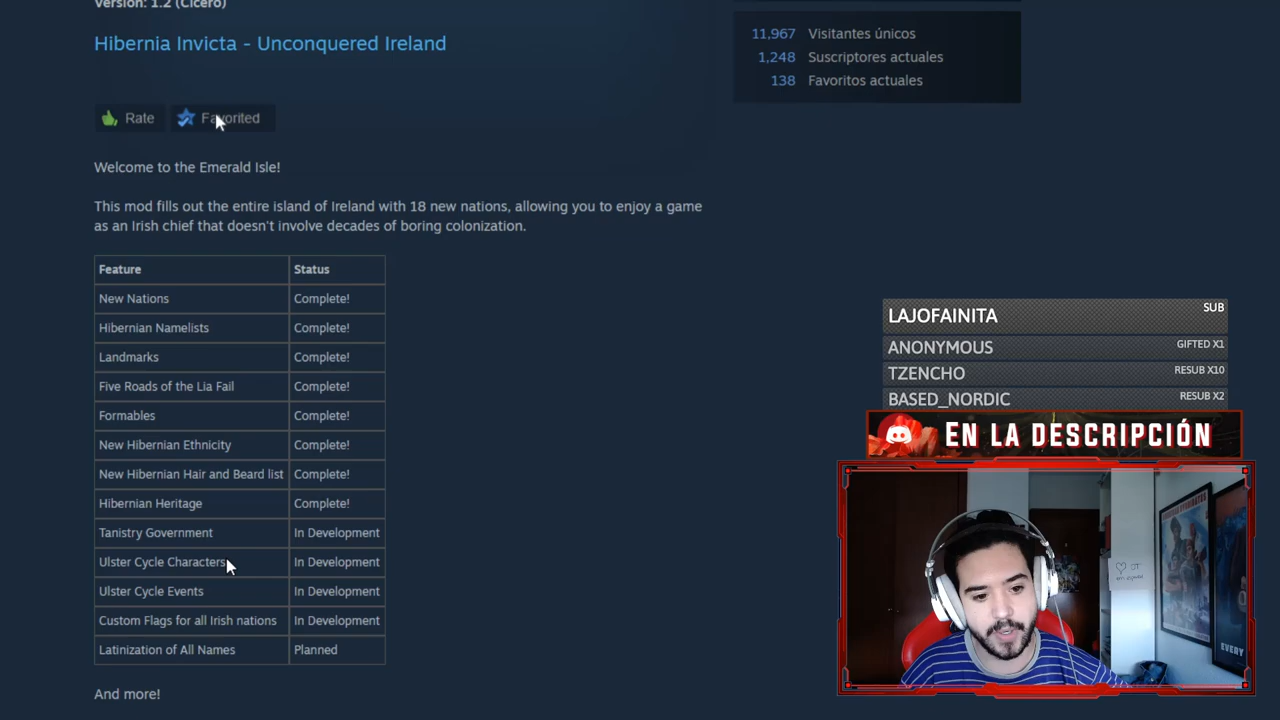 Version: 1.2 (Cicero)
Hibernia Invicta - Unconquered Ireland
11,967 Visitantes únicos
1,248 Suscriptores actuales
138 Favoritos actuales
Rate Favorited
Welcome to the Emerald Isle!
This mod fills out the entire island of Ireland with 18 new nations, allowing you to enjoy a game
as an Irish chief that doesn't involve decades of boring colonization.
Feature Status
New Nations Complete!
Hibernian Namelists Complete!
Landmarks Complete!
Five Roads of the Lia Fail Complete!
Formables Complete!
New Hibernian Ethnicity Complete!
New Hibernian Hair and Beard list Complete!
Hibernian Heritage Complete!
Tanistry Government In Development
Ulster Cycle Characters In Development
Ulster Cycle Events In Development
Custom Flags for all Irish nations In Development
Latinization of All Names Planned
And more!
LAJOFAINITA SUB
ANONYMOUS GIFTED X1
TZENCHO RESUB X10
BASED_NORDIC RESUB X2
EN LA DESCRIPCIÓN
EVERY